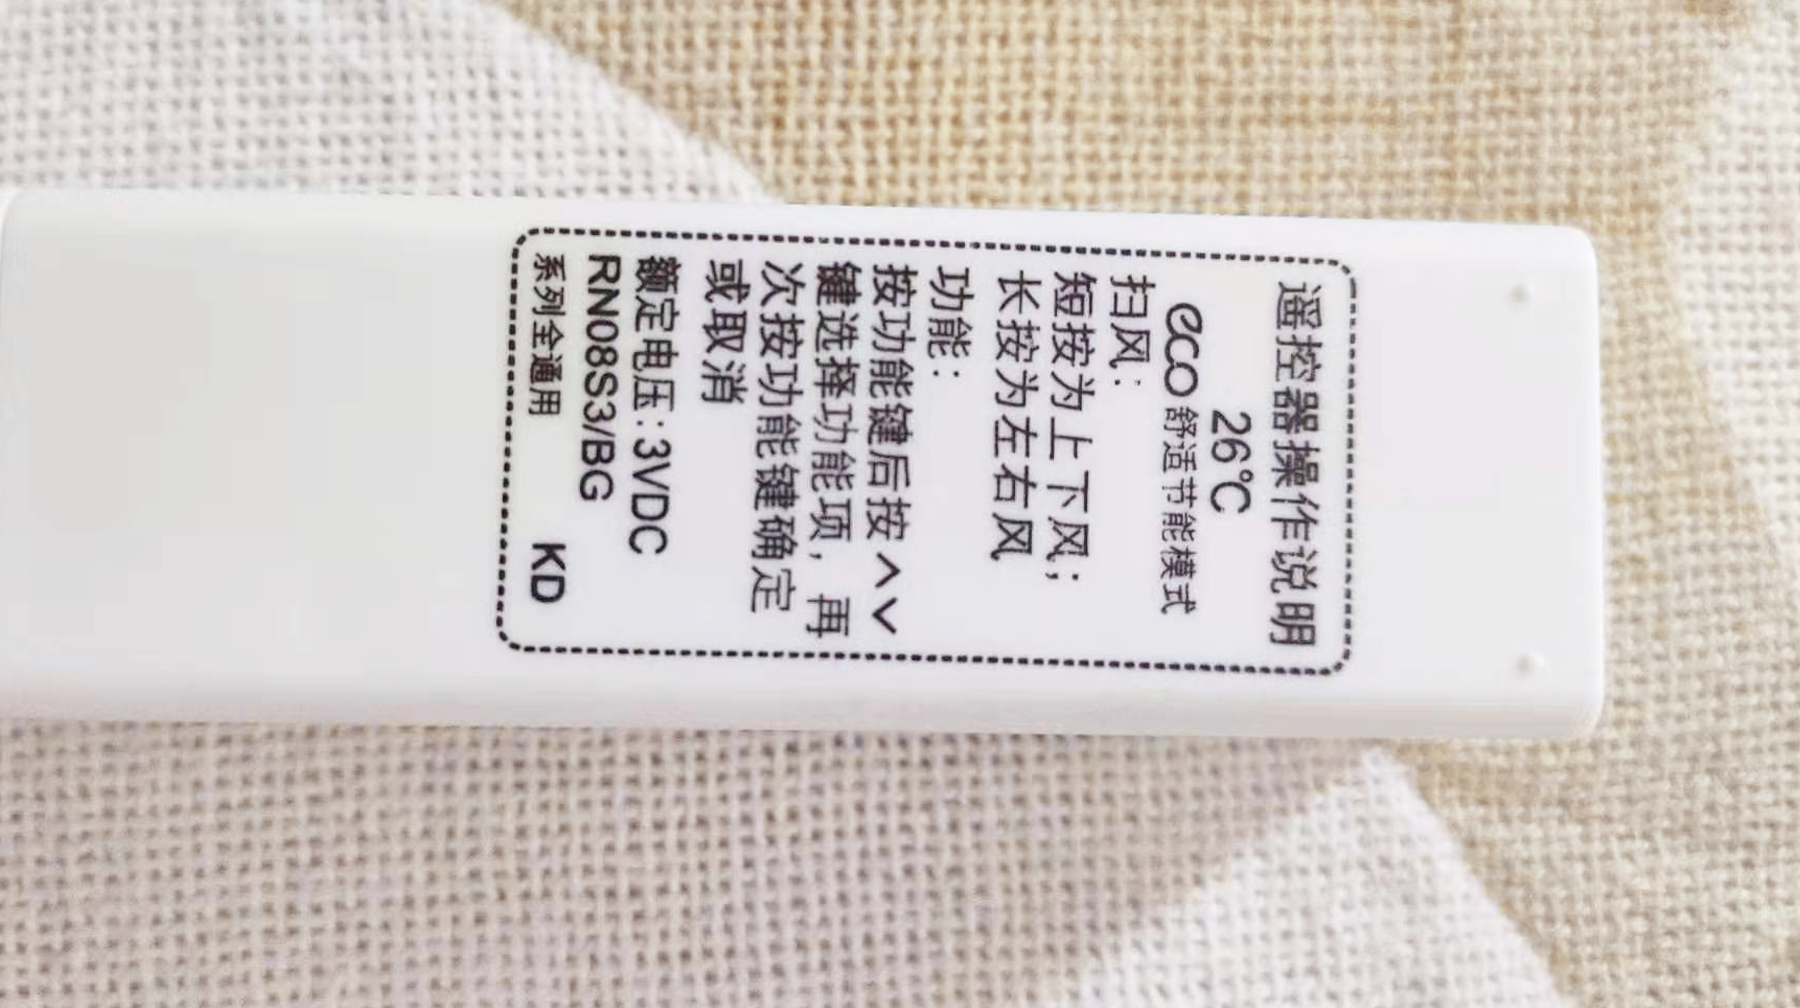 遥控器操作说明
26℃
eco 舒适节能模式
扫风：
短按为上下风；
长按为左右风
功能：
按功能键后按∧∨
键选择功能项，再
次按功能键确定
或取消
额定电压：3VDC
RN08S3/BG
系列全通用 KD